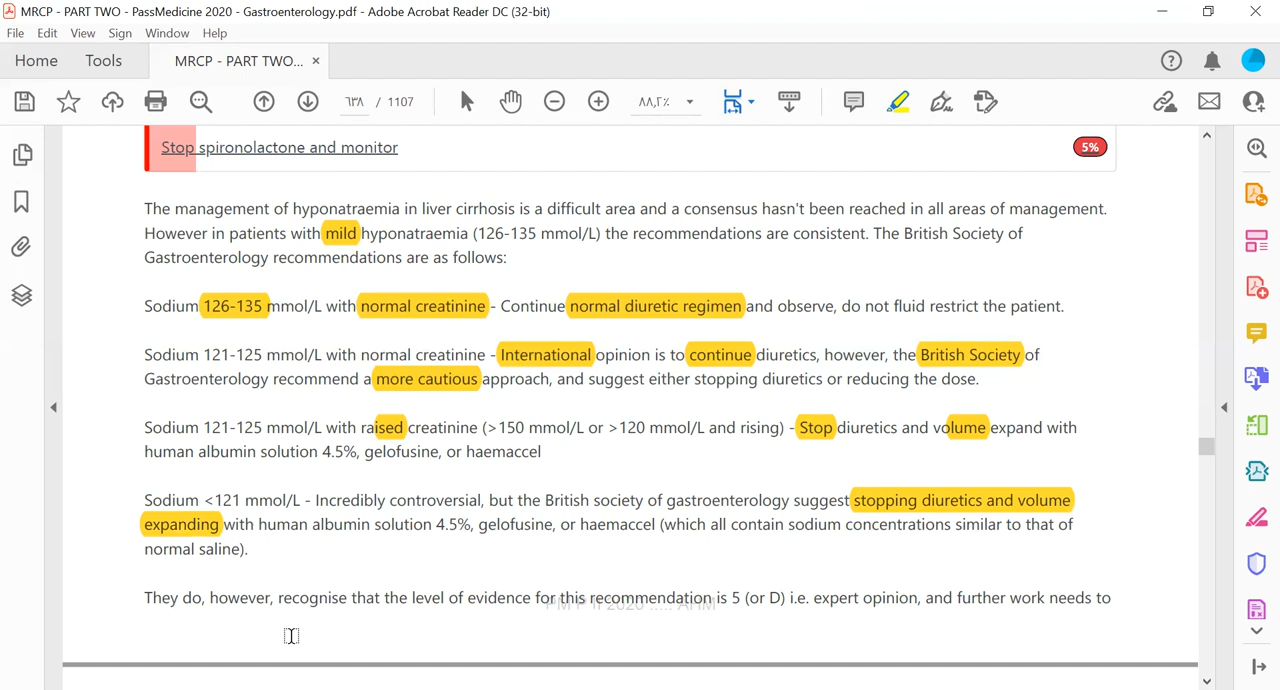 MRCP - PART TWO - PassMedicine 2020 - Gastroenterology.pdf - Adobe Acrobat Reader DC (32-bit)
File Edit View Sign Window Help
Home Tools MRCP - PART TWO... ×
٦٣٨ / 1107 ٨٨,٢٪
Stop spironolactone and monitor 5%
The management of hyponatraemia in liver cirrhosis is a difficult area and a consensus hasn't been reached in all areas of management.
However in patients with mild hyponatraemia (126-135 mmol/L) the recommendations are consistent. The British Society of
Gastroenterology recommendations are as follows:
Sodium 126-135 mmol/L with normal creatinine - Continue normal diuretic regimen and observe, do not fluid restrict the patient.
Sodium 121-125 mmol/L with normal creatinine - International opinion is to continue diuretics, however, the British Society of
Gastroenterology recommend a more cautious approach, and suggest either stopping diuretics or reducing the dose.
Sodium 121-125 mmol/L with raised creatinine (>150 mmol/L or >120 mmol/L and rising) - Stop diuretics and volume expand with
human albumin solution 4.5%, gelofusine, or haemaccel
Sodium <121 mmol/L - Incredibly controversial, but the British society of gastroenterology suggest stopping diuretics and volume
expanding with human albumin solution 4.5%, gelofusine, or haemaccel (which all contain sodium concentrations similar to that of
normal saline).
They do, however, recognise that the level of evidence for this recommendation is 5 (or D) i.e. expert opinion, and further work needs to